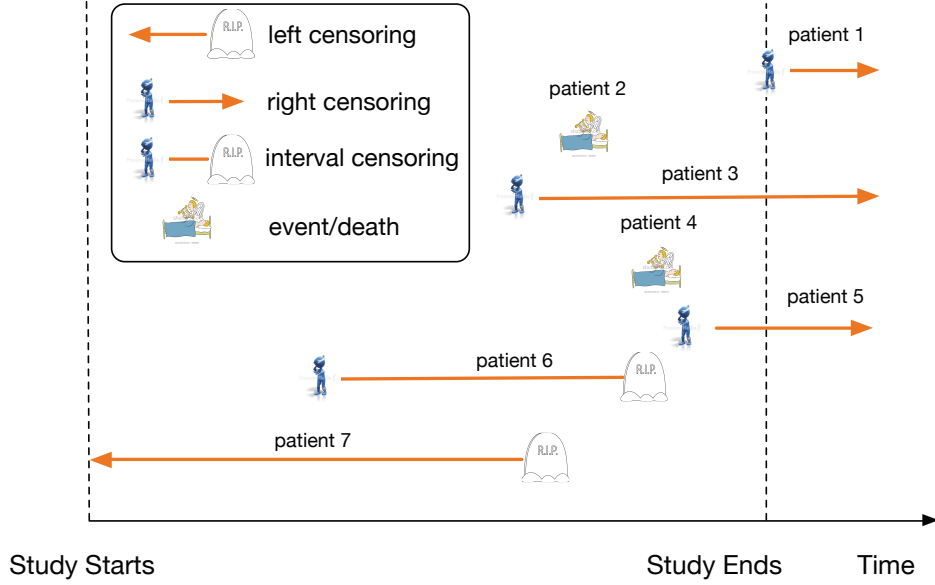 R.I.P.
left censoring
right censoring
R.I.P.
interval censoring
event/death
patient 1
patient 2
patient 3
patient 4
patient 5
patient 6
R.I.P.
patient 7
R.I.P.
Study Starts
Study Ends
Time